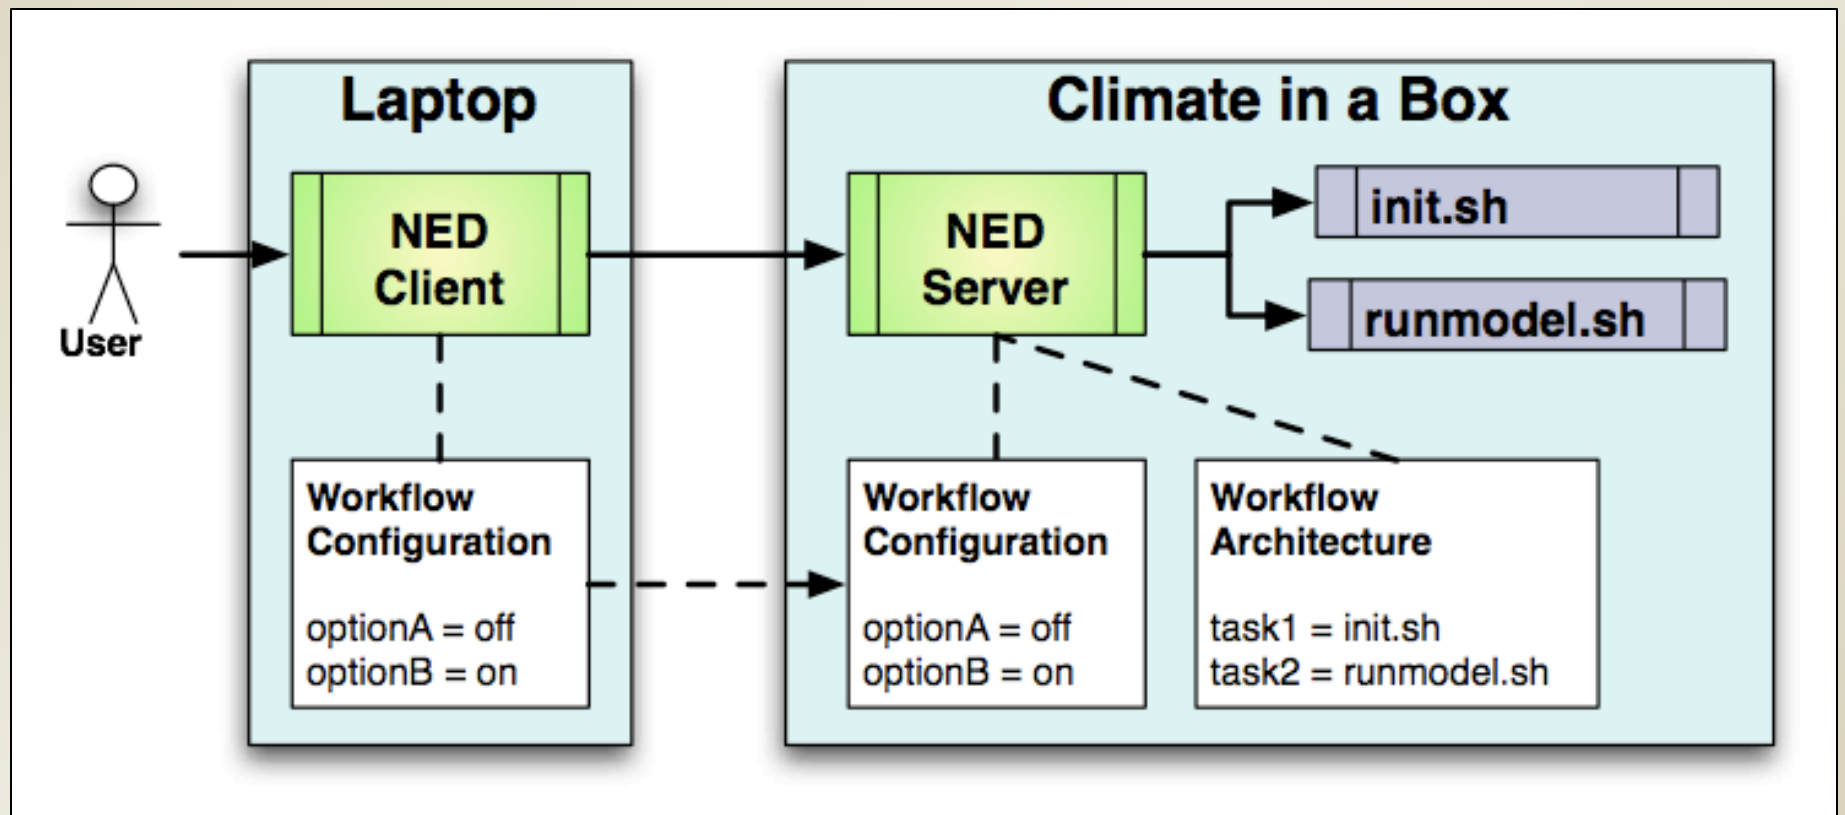 Laptop
Climate in a Box
User
NED
Client
NED
Server
init.sh
runmodel.sh
Workflow
Configuration
optionA = off
optionB = on
Workflow
Configuration
optionA = off
optionB = on
Workflow
Architecture
task1 = init.sh
task2 = runmodel.sh